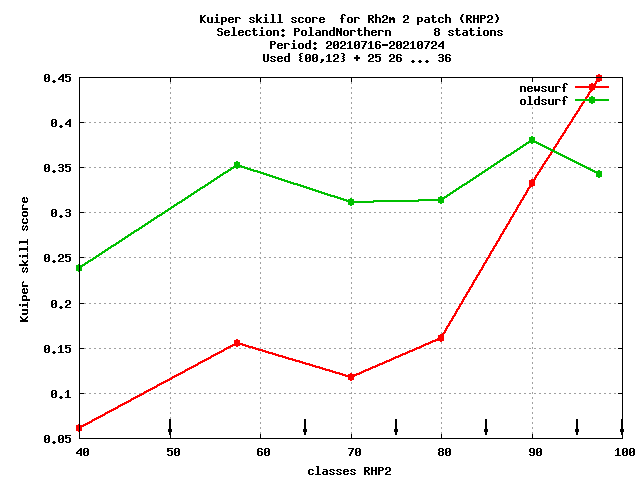 Kuiper skill score  for Rh2m 2 patch (RHP2)
Selection: PolandNorthern      8 stations
Period: 20210716-20210724
Used {00,12} + 25 26 ... 36
newsurf
oldsurf
0.45
0.4
0.35
0.3
0.25
0.2
0.15
0.1
0.05
Kuiper skill score
40 50 60 70 80 90 100
classes RHP2